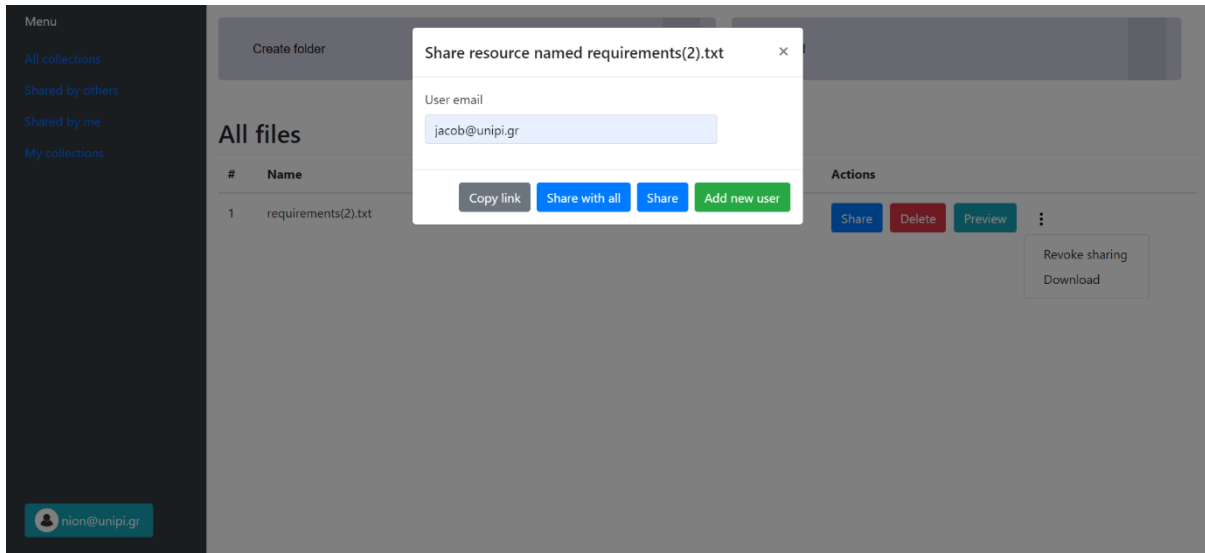 Menu
All collections
Shared by others
Shared by me
My collections
nion@unipi.gr
Create folder
All files
# Name Actions
1 requirements(2).txt Share Delete Preview
Revoke sharing
Download
Share resource named requirements(2).txt ×
User email
jacob@unipi.gr
Copy link Share with all Share Add new user